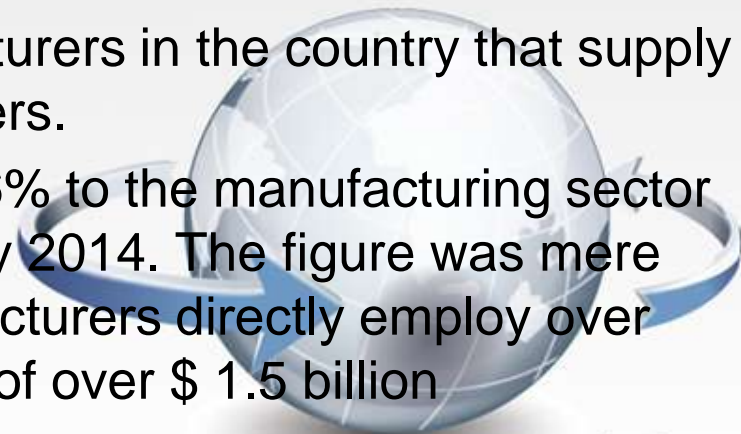 turers in the country that supply
ers.
% to the manufacturing sector
y 2014. The figure was mere
cturers directly employ over
of over $ 1.5 billion